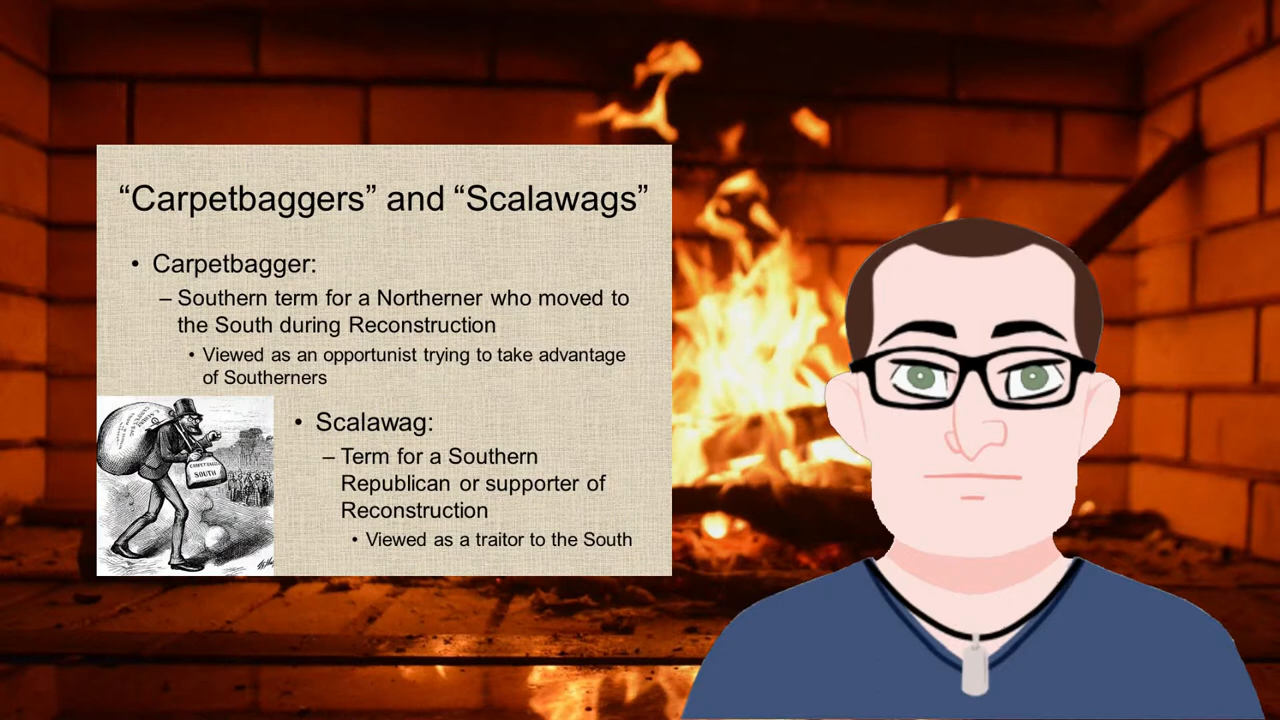 “Carpetbaggers” and “Scalawags”
• Carpetbagger:
– Southern term for a Northerner who moved to
the South during Reconstruction
• Viewed as an opportunist trying to take advantage
of Southerners
• Scalawag:
– Term for a Southern
Republican or supporter of
Reconstruction
• Viewed as a traitor to the South
SOUTH